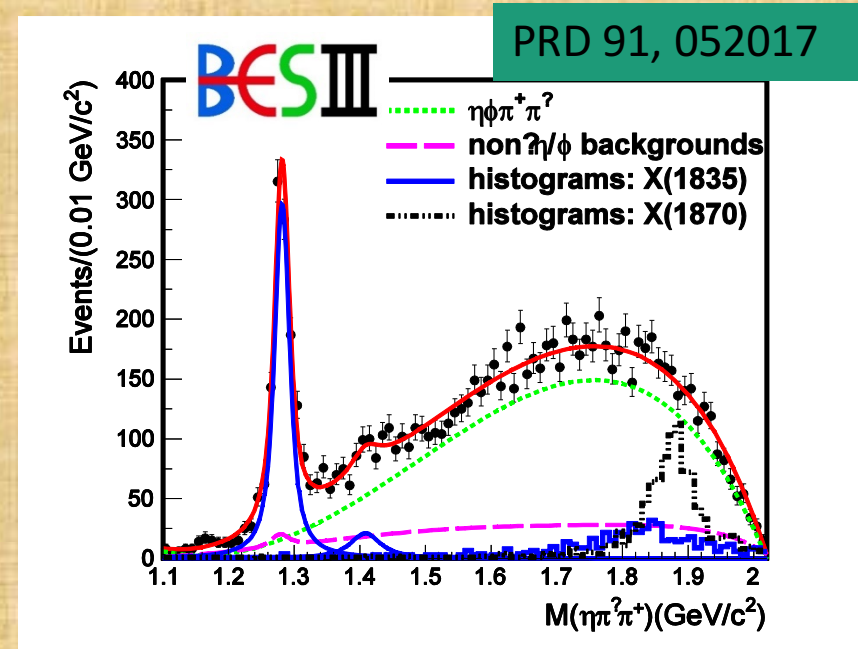 PRD 91, 052017
BESIII
ηϕπ⁺π?
non?η/ϕ backgrounds
histograms: X(1835)
histograms: X(1870)
Events/(0.01 GeV/c²)
400
350
300
250
200
150
100
50
0
1.1 1.2 1.3 1.4 1.5 1.6 1.7 1.8 1.9 2
M(ηπ?π⁺)(GeV/c²)